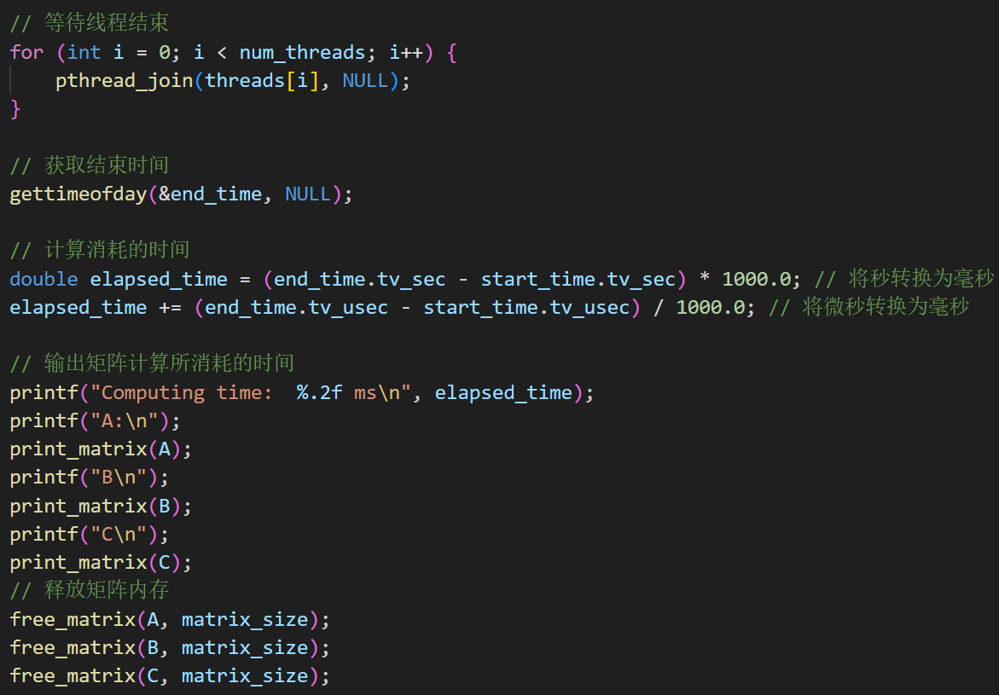 // 等待线程结束
for (int i = 0; i < num_threads; i++) {
    pthread_join(threads[i], NULL);
}
// 获取结束时间
gettimeofday(&end_time, NULL);
// 计算消耗的时间
double elapsed_time = (end_time.tv_sec - start_time.tv_sec) * 1000.0; // 将秒转换为毫秒
elapsed_time += (end_time.tv_usec - start_time.tv_usec) / 1000.0; // 将微秒转换为毫秒
// 输出矩阵计算所消耗的时间
printf("Computing time:  %.2f ms\n", elapsed_time);
printf("A:\n");
print_matrix(A);
printf("B\n");
print_matrix(B);
printf("C\n");
print_matrix(C);
// 释放矩阵内存
free_matrix(A, matrix_size);
free_matrix(B, matrix_size);
free_matrix(C, matrix_size);